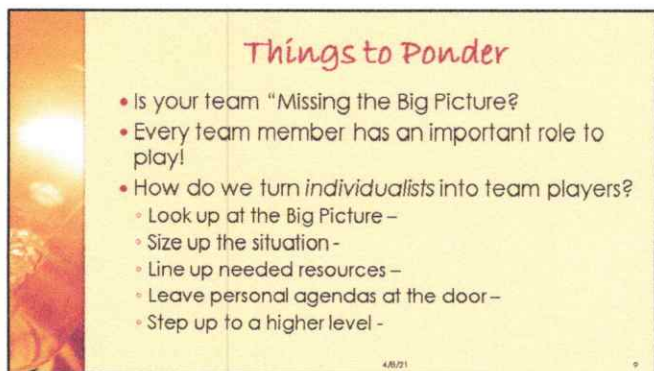 Things to Ponder
• Is your team “Missing the Big Picture?
• Every team member has an important role to
play!
• How do we turn individualists into team players?
◦ Look up at the Big Picture –
◦ Size up the situation -
◦ Line up needed resources –
◦ Leave personal agendas at the door –
◦ Step up to a higher level -
4/8/21
9